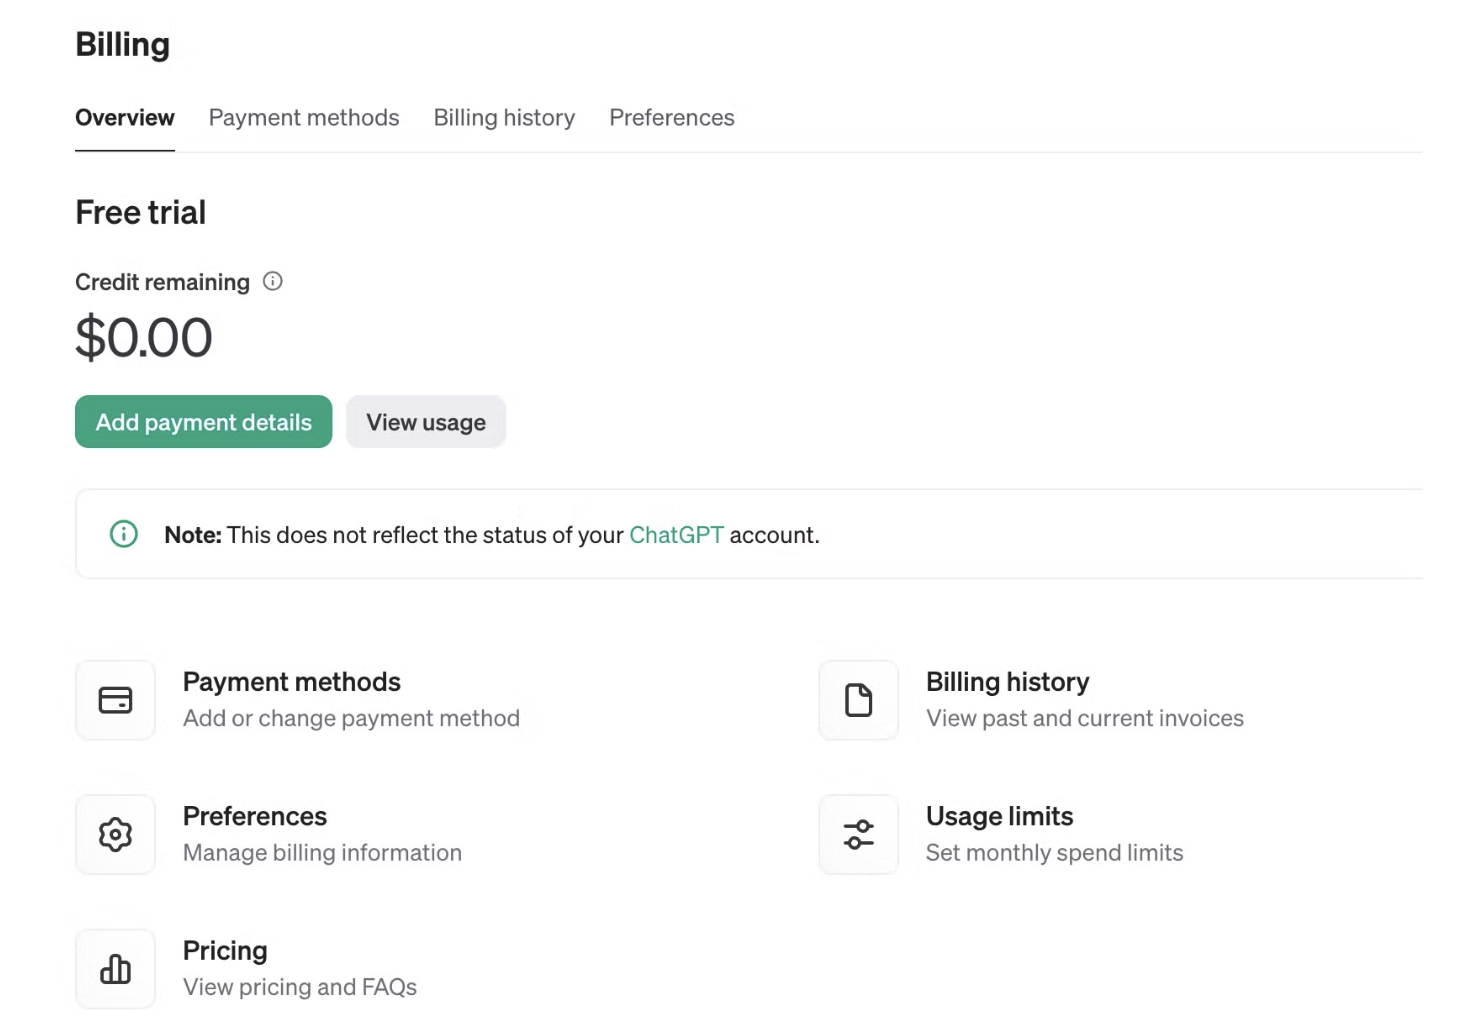 Billing
Overview Payment methods Billing history Preferences
Free trial
Credit remaining
$0.00
Add payment details View usage
Note: This does not reflect the status of your ChatGPT account.
Payment methods
Add or change payment method
Billing history
View past and current invoices
Preferences
Manage billing information
Usage limits
Set monthly spend limits
Pricing
View pricing and FAQs